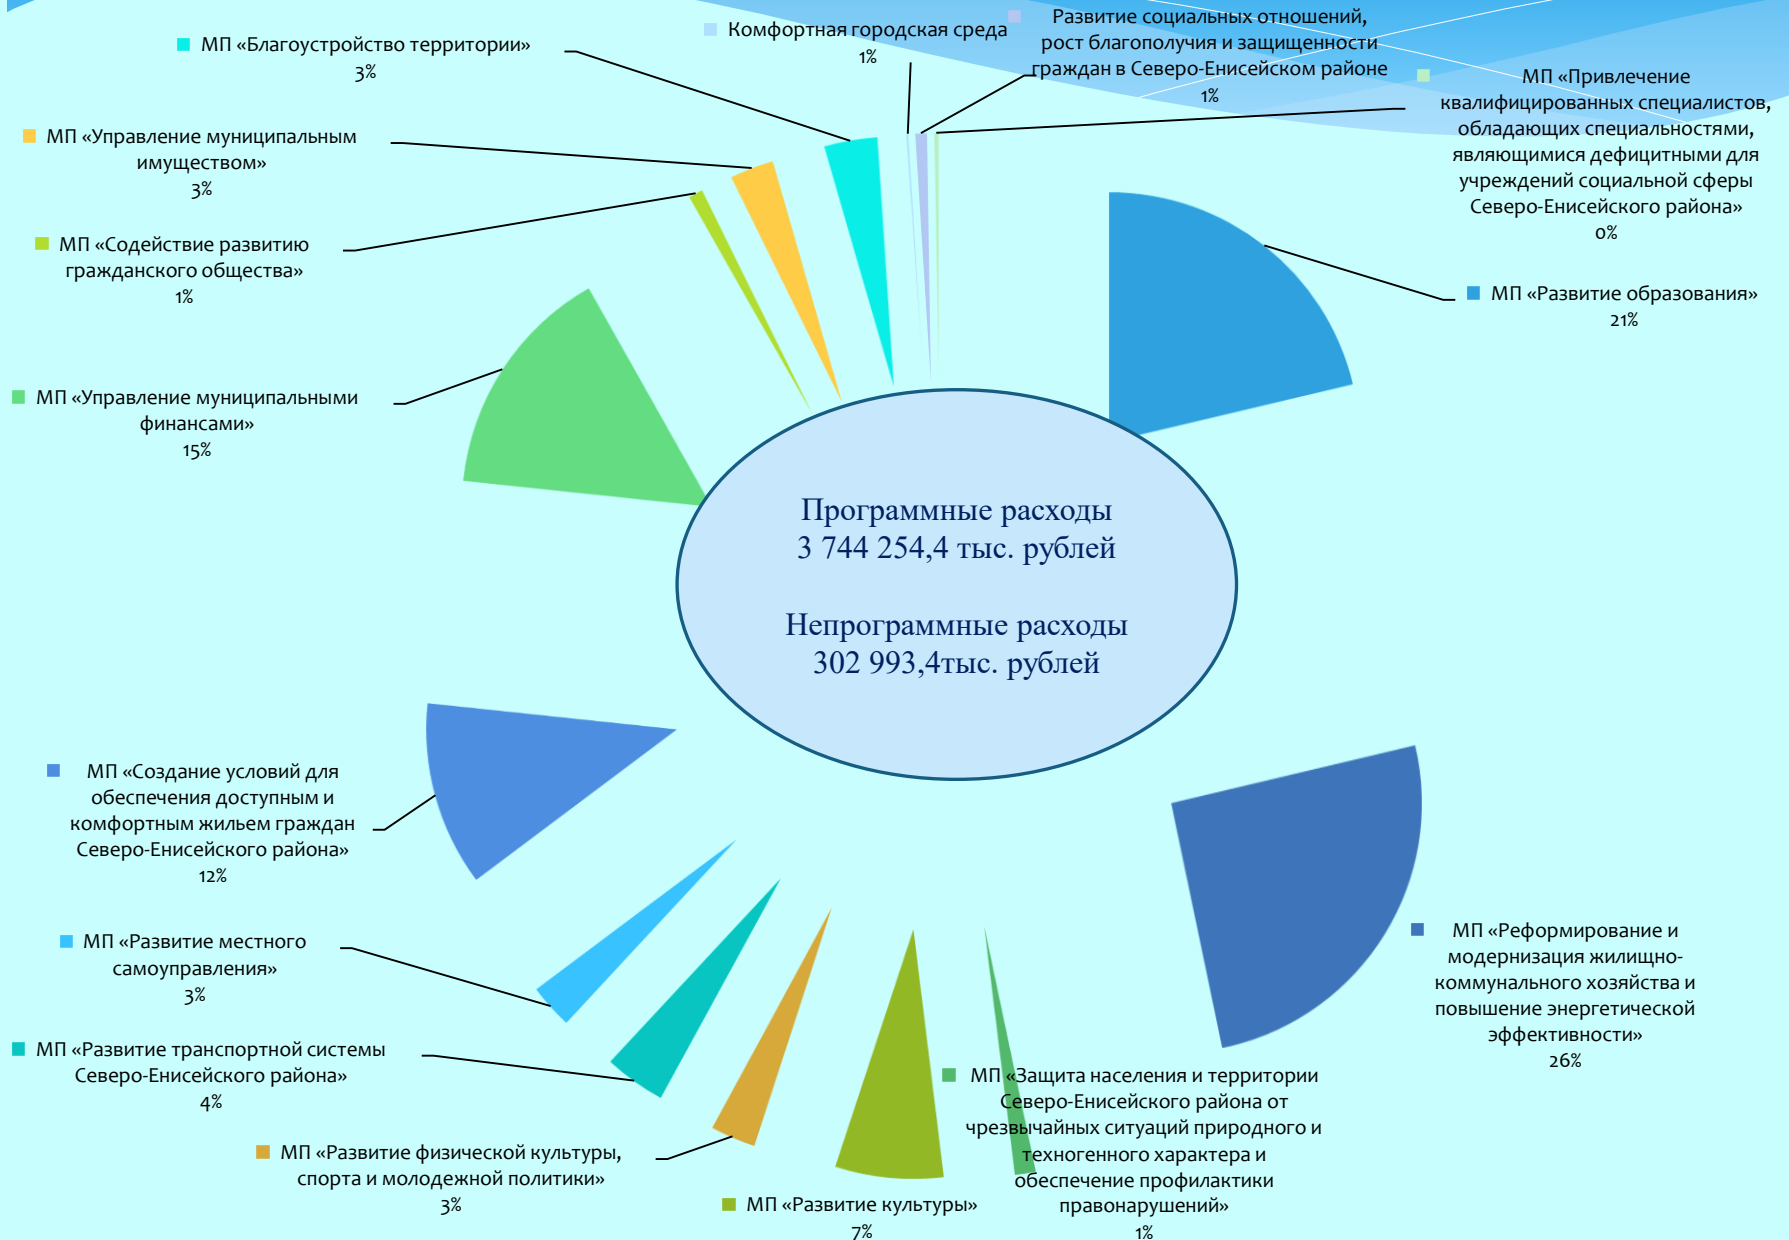 МП «Благоустройство территории»
3%
Комфортная городская среда
1%
Развитие социальных отношений,
рост благополучия и защищенности
граждан в Северо-Енисейском районе
1%
МП «Привлечение
квалифицированных специалистов,
обладающих специальностями,
являющимися дефицитными для
учреждений социальной сферы
Северо-Енисейского района»
0%
МП «Управление муниципальным
имуществом»
3%
МП «Содействие развитию
гражданского общества»
1%
МП «Развитие образования»
21%
МП «Управление муниципальными
финансами»
15%
Программные расходы
3 744 254,4 тыс. рублей
Непрограммные расходы
302 993,4тыс. рублей
МП «Создание условий для
обеспечения доступным и
комфортным жильем граждан
Северо-Енисейского района»
12%
МП «Развитие местного
самоуправления»
3%
МП «Реформирование и
модернизация жилищно-
коммунального хозяйства и
повышение энергетической
эффективности»
26%
МП «Развитие транспортной системы
Северо-Енисейского района»
4%
МП «Защита населения и территории
Северо-Енисейского района от
чрезвычайных ситуаций природного и
техногенного характера и
обеспечение профилактики
правонарушений»
1%
МП «Развитие физической культуры,
спорта и молодежной политики»
3%
МП «Развитие культуры»
7%